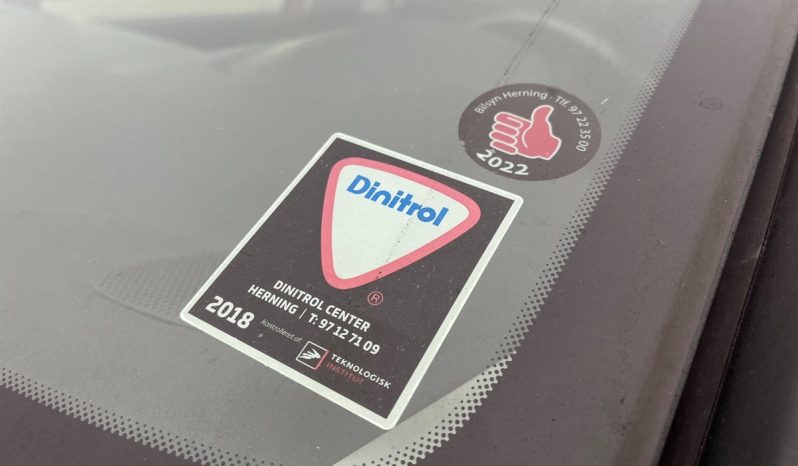 Bilsyn Herning · Tlf. 97 22 35 00
2022
Dinitrol
®
DINITROL CENTER
HERNING | T: 97 12 71 09
2018
Kontrolleret af:
TEKNOLOGISK
INSTITUT